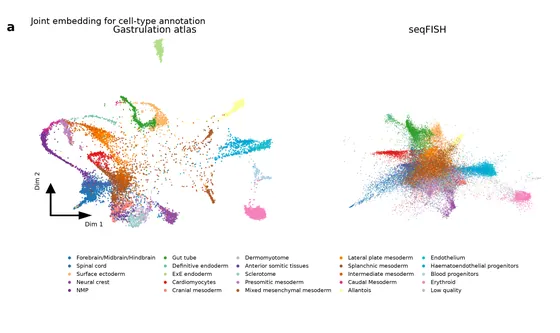 a
Joint embedding for cell-type annotation
Gastrulation atlas
seqFISH
Dim 2
Dim 1
Forebrain/Midbrain/Hindbrain
Spinal cord
Surface ectoderm
Neural crest
NMP
Gut tube
Definitive endoderm
ExE endoderm
Cardiomyocytes
Cranial mesoderm
Dermomyotome
Anterior somitic tissues
Sclerotome
Presomitic mesoderm
Mixed mesenchymal mesoderm
Lateral plate mesoderm
Splanchnic mesoderm
Intermediate mesoderm
Caudal Mesoderm
Allantois
Endothelium
Haematoendothelial progenitors
Blood progenitors
Erythroid
Low quality